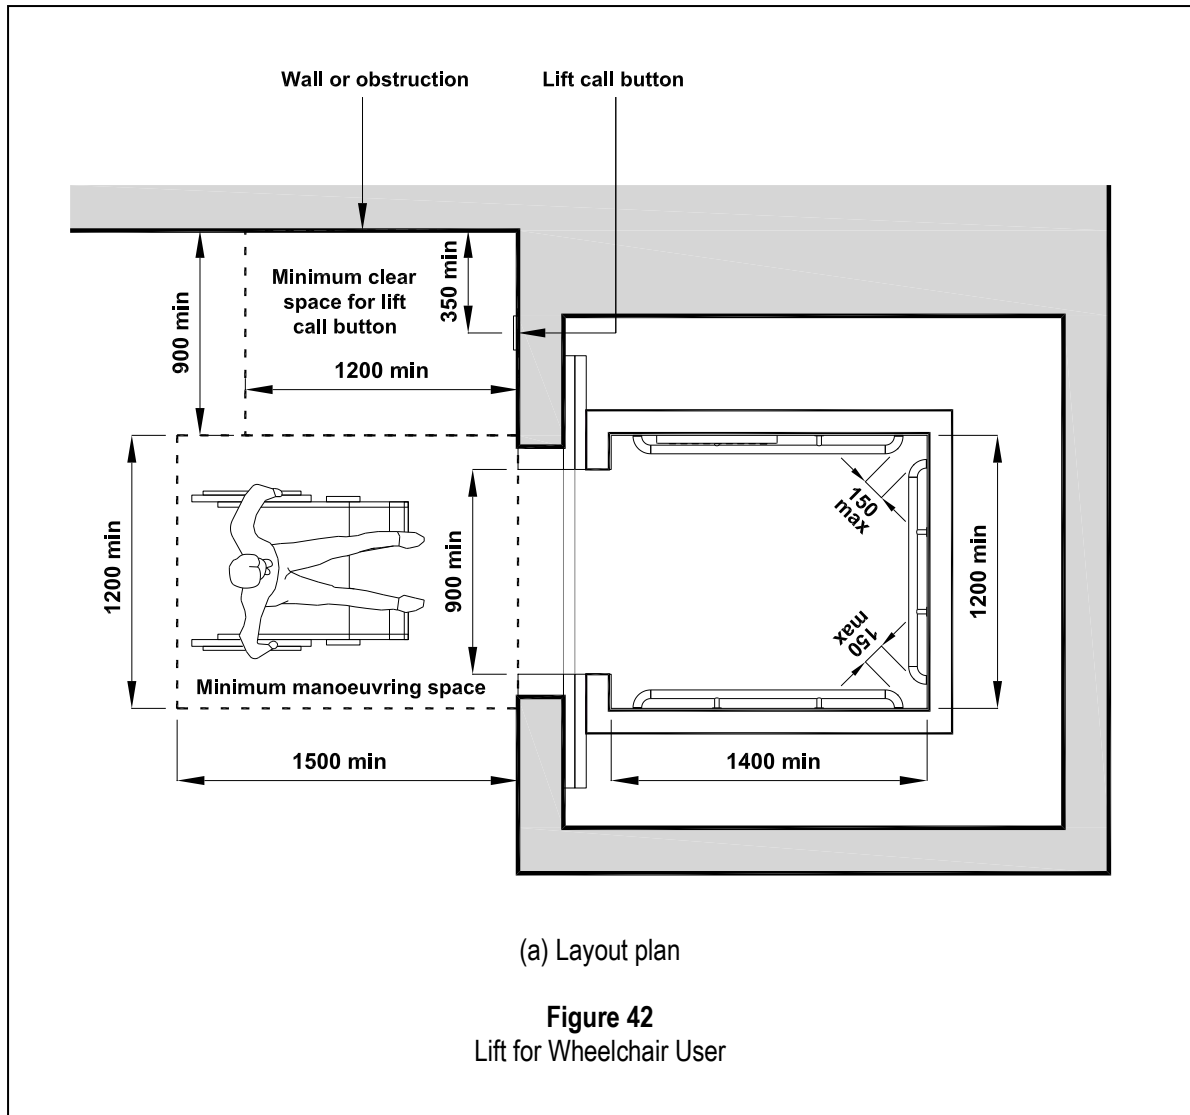 Wall or obstruction
Lift call button
900 min
Minimum clear
space for lift
call button
350 min
1200 min
1200 min
900 min
150
max
150
max
1200 min
Minimum manoeuvring space
1500 min
1400 min
(a) Layout plan
Figure 42
Lift for Wheelchair User